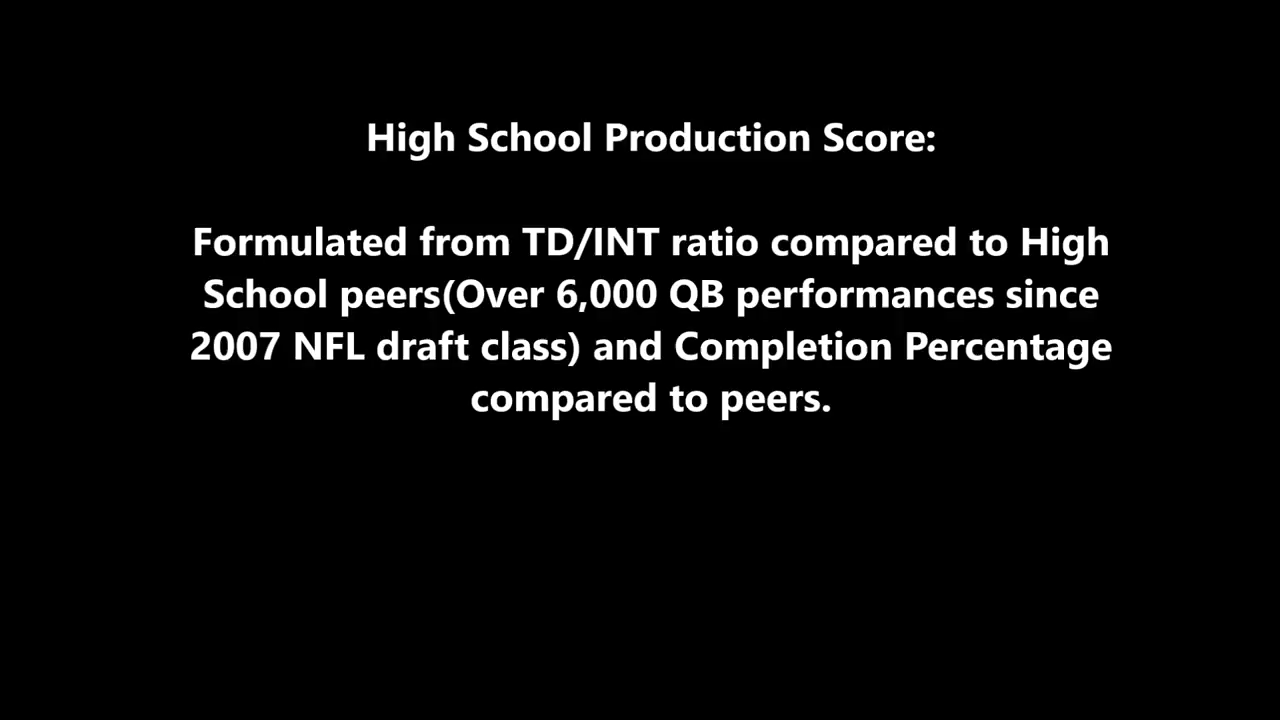 High School Production Score:
Formulated from TD/INT ratio compared to High
School peers(Over 6,000 QB performances since
2007 NFL draft class) and Completion Percentage
compared to peers.